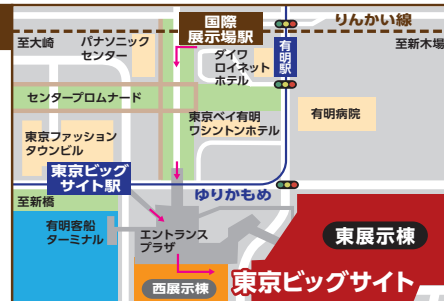 国際
展示場駅
りんかい線
至大崎
パナソニック
センター
ダイワ
ロイネット
ホテル
有明駅
至新木場
センタープロムナード
東京ファッション
タウンビル
東京ベイ有明
ワシントンホテル
有明病院
東京ビッグ
サイト駅
ゆりかもめ
至新橋
有明客船
ターミナル
エントランス
プラザ
東展示棟
西展示棟
東京ビッグサイト